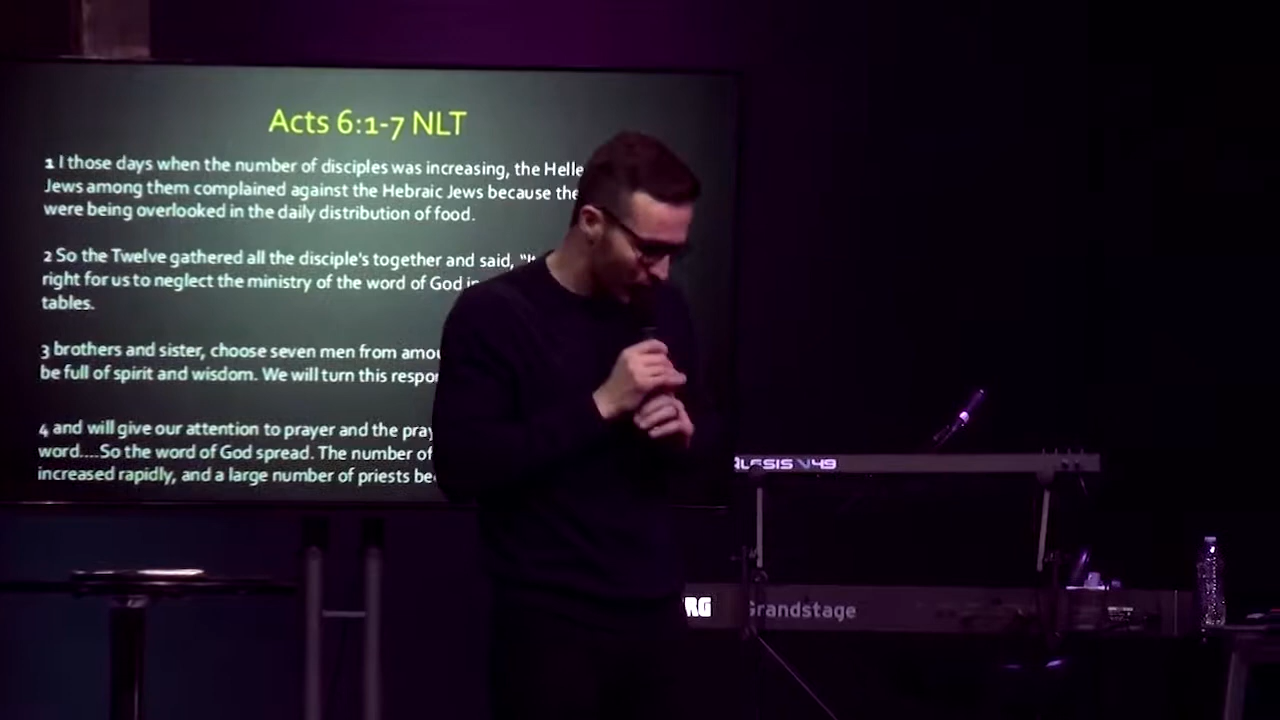 Acts 6:1-7 NLT
1 I those days when the number of disciples was increasing, the Helle
Jews among them complained against the Hebraic Jews because the
were being overlooked in the daily distribution of food.
2 So the Twelve gathered all the disciple's together and said, “It
right for us to neglect the ministry of the word of God in
tables.
3 brothers and sister, choose seven men from amou
be full of spirit and wisdom. We will turn this respon
4 and will give our attention to prayer and the pray
word....So the word of God spread. The number of
increased rapidly, and a large number of priests be
ALESIS V49
RG Grandstage